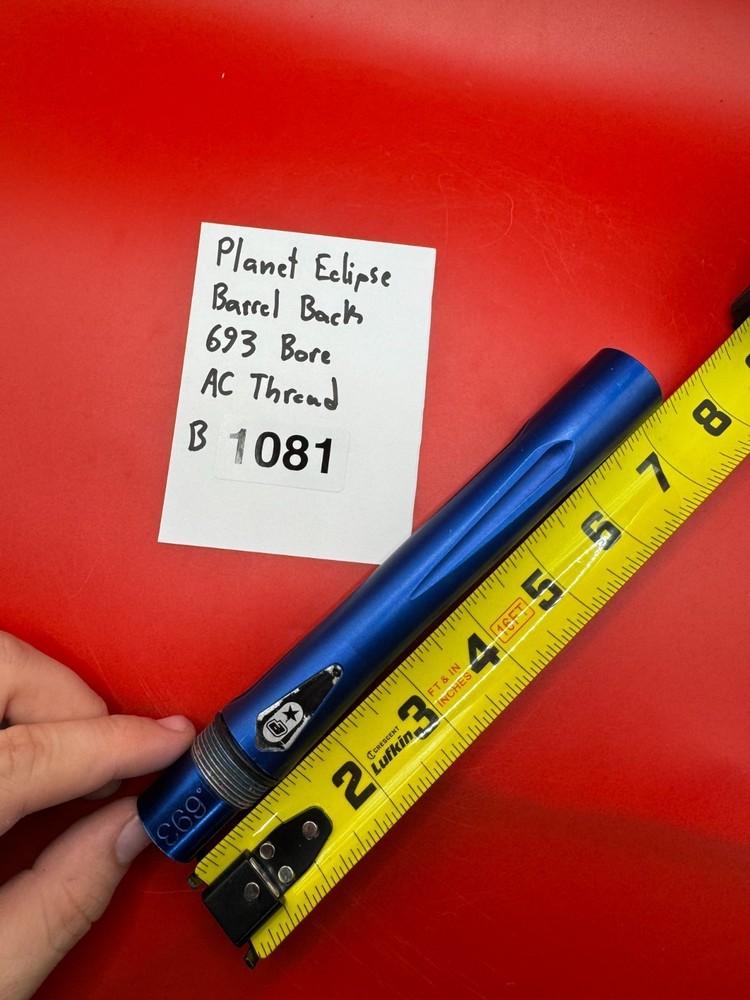 Planet Eclipse
Barrel Back
693 Bore
AC Thread
B 1081
.693
2 3 4 5 6 7 8
CRESCENT
Lufkin
FT & IN
INCHES
16FT